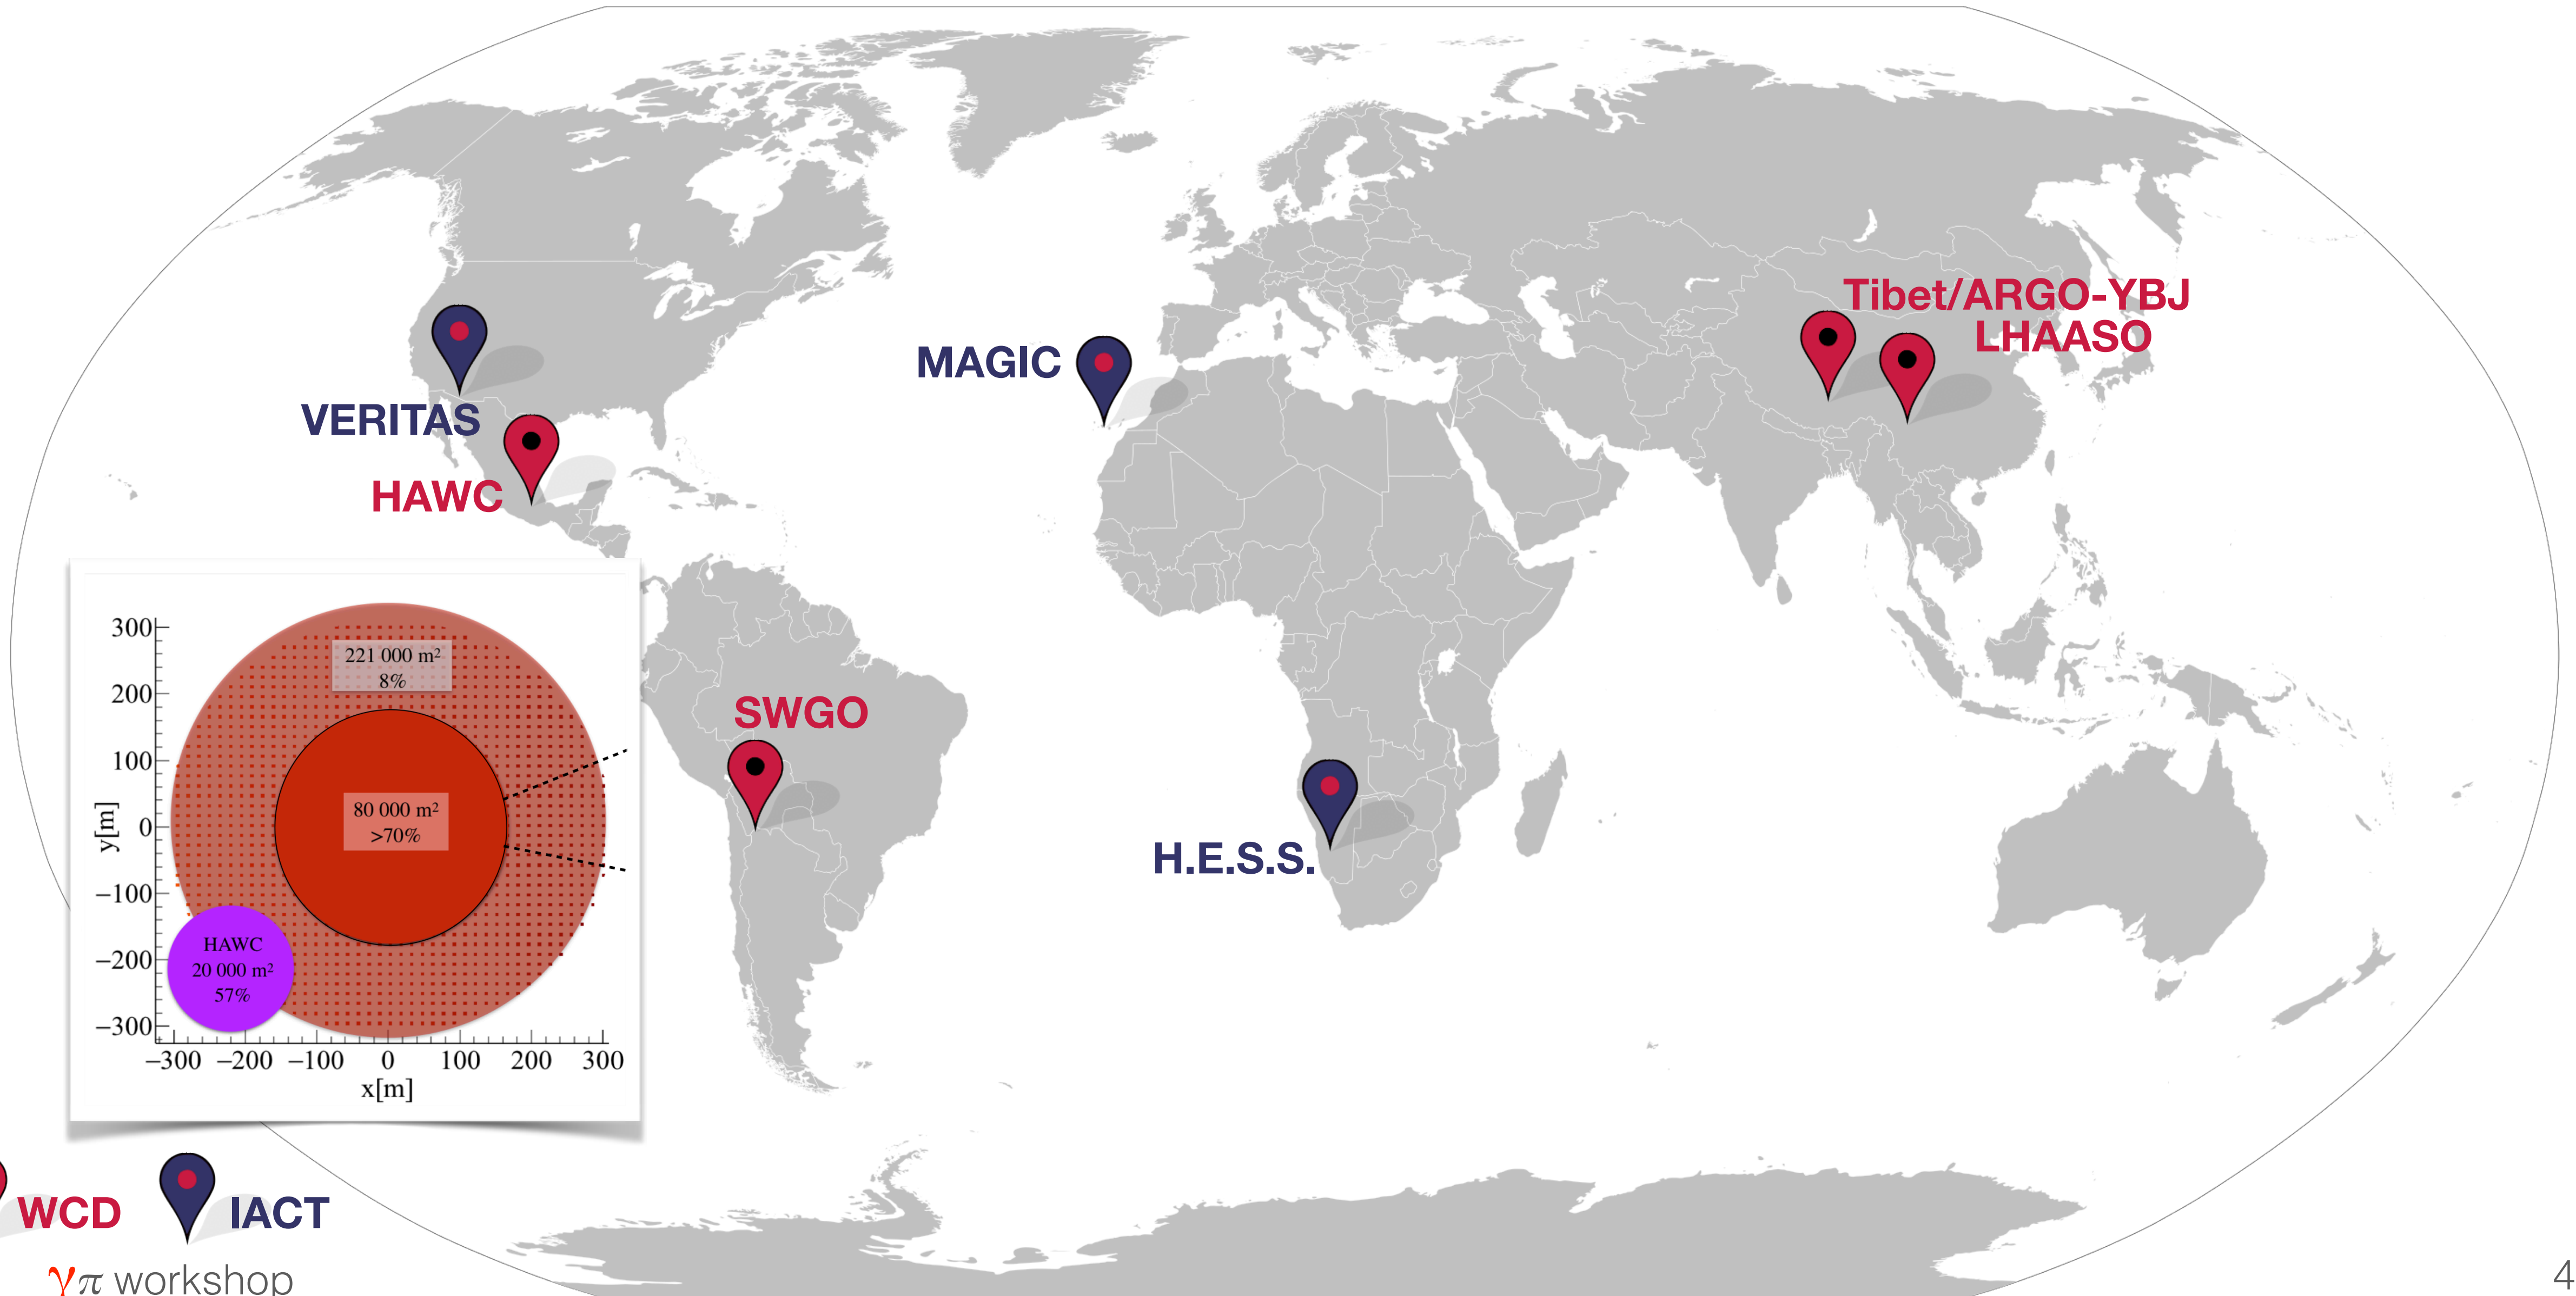 Tibet/ARGO-YBJ
LHAASO
MAGIC
VERITAS
HAWC
SWGO
H.E.S.S.
300
200
100
0
−100
−200
−300
y[m]
221 000 m²
8%
80 000 m²
>70%
HAWC
20 000 m²
57%
−300 −200 −100 0 100 200 300
x[m]
WCD
IACT
γπ workshop
4